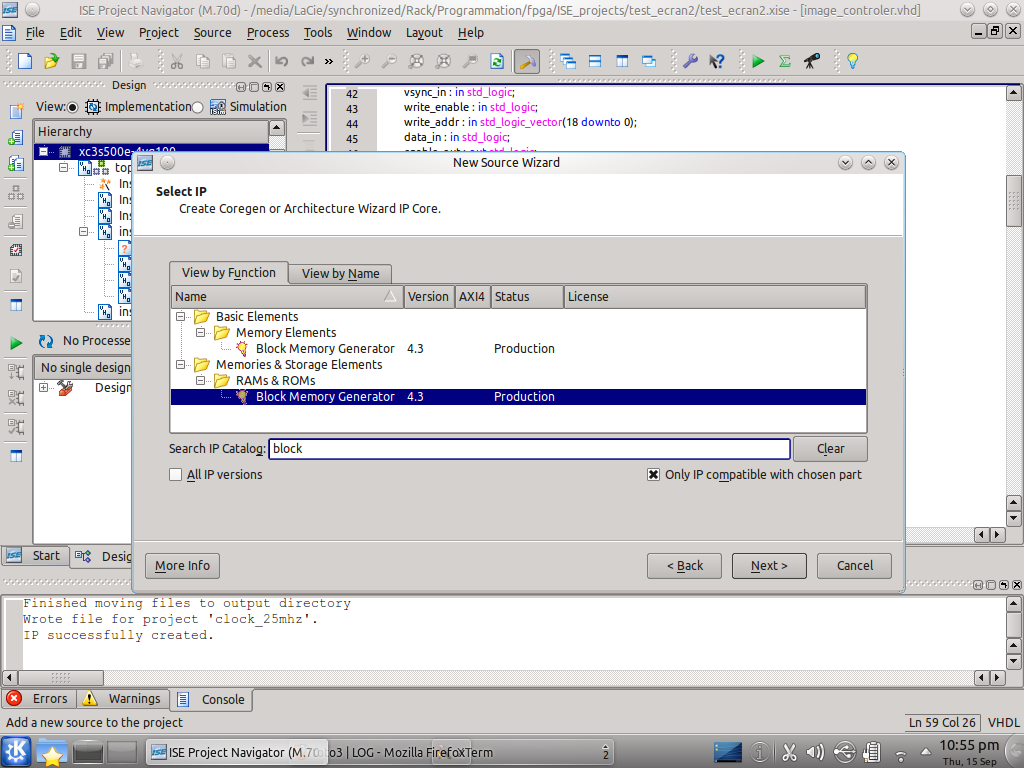 ISE Project Navigator (M.70d) - /media/LaCie/synchronized/Rack/Programmation/fpga/ISE_projects/test_ecran2/test_ecran2.xise - [image_controler.vhd]
File Edit View Project Source Process Tools Window Layout Help
Design
View: Implementation Simulation
Hierarchy
xc3s500e-4vq100
top
Ins
Ins
Ins
ins
ins
No Processe
No single design
Design
Start Desig
42 vsync_in : in std_logic;
43 write_enable : in std_logic;
44 write_addr : in std_logic_vector(18 downto 0);
45 data_in : in std_logic;
New Source Wizard
Select IP
Create Coregen or Architecture Wizard IP Core.
View by Function View by Name
Name Version AXI4 Status License
Basic Elements
Memory Elements
Block Memory Generator 4.3 Production
Memories & Storage Elements
RAMs & ROMs
Block Memory Generator 4.3 Production
Search IP Catalog: block Clear
All IP versions Only IP compatible with chosen part
More Info < Back Next > Cancel
Finished moving files to output directory
Wrote file for project 'clock_25mhz'.
IP successfully created.
Errors Warnings Console
Add a new source to the project Ln 59 Col 26 VHDL
ISE Project Navigator (M.70 o3 | LOG - Mozilla Firefox XTerm 2 10:55 pm
Thu, 15 Sep